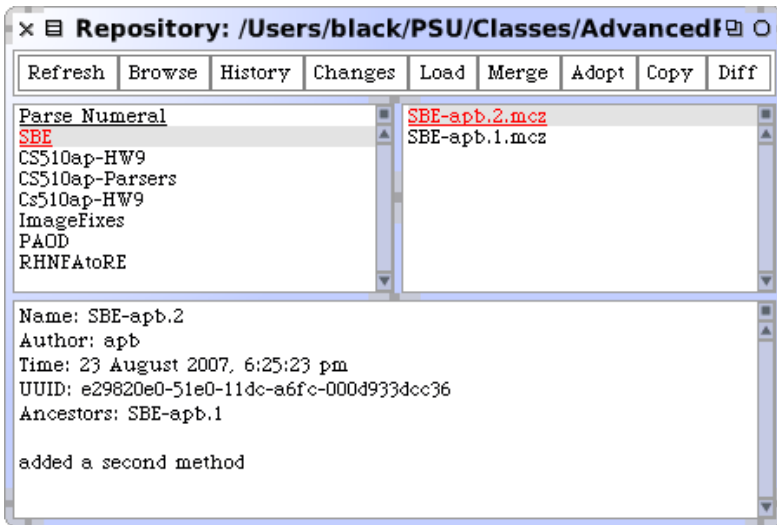 Repository: /Users/black/PSU/Classes/Advanced
Refresh Browse History Changes Load Merge Adopt Copy Diff
Parse Numeral
SBE
CS510ap-HW9
CS510ap-Parsers
Cs510ap-HW9
ImageFixes
PAOD
RHNFAtoRE
SBE-apb.2.mcz
SBE-apb.1.mcz
Name: SBE-apb.2
Author: apb
Time: 23 August 2007, 6:25:23 pm
UUID: e29820e0-51e0-11dc-a6fc-000d933dcc36
Ancestors: SBE-apb.1
added a second method